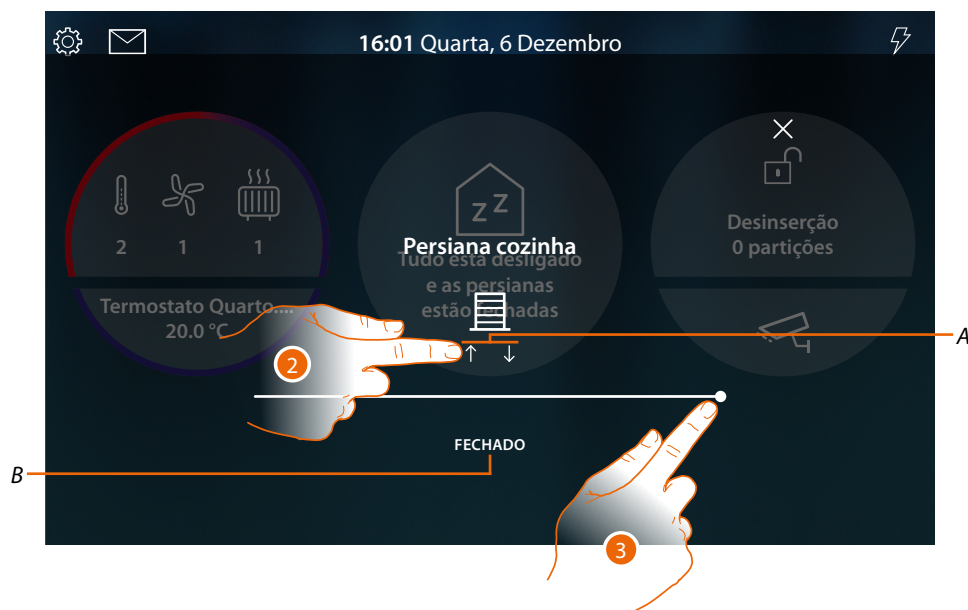 16:01 Quarta, 6 Dezembro
2 1 1
Termostato Quarto....
20.0 °C
Persiana cozinha
Tudo está desligado
e as persianas
estão fechadas
Desinserção
0 partições
A
2
FECHADO
B
3